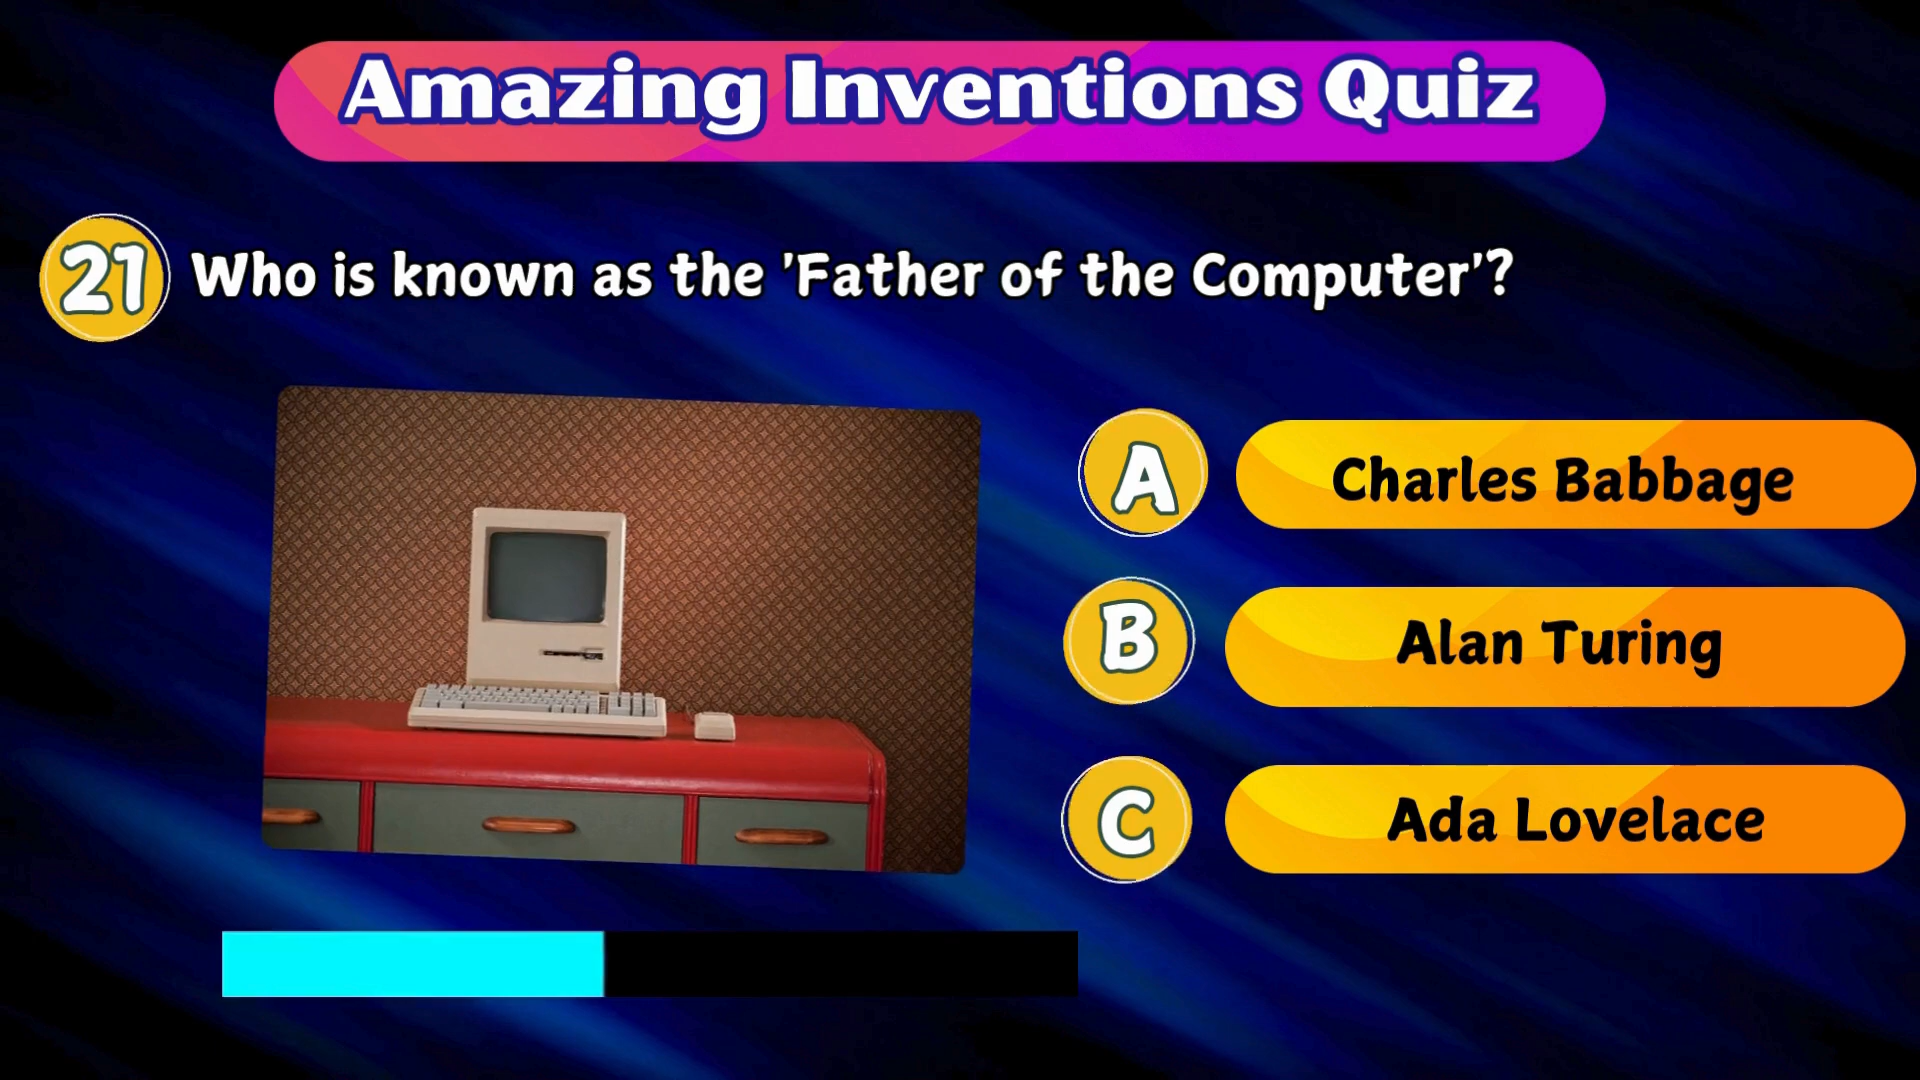 Amazing Inventions Quiz
21 Who is known as the 'Father of the Computer'?
A Charles Babbage
B Alan Turing
C Ada Lovelace